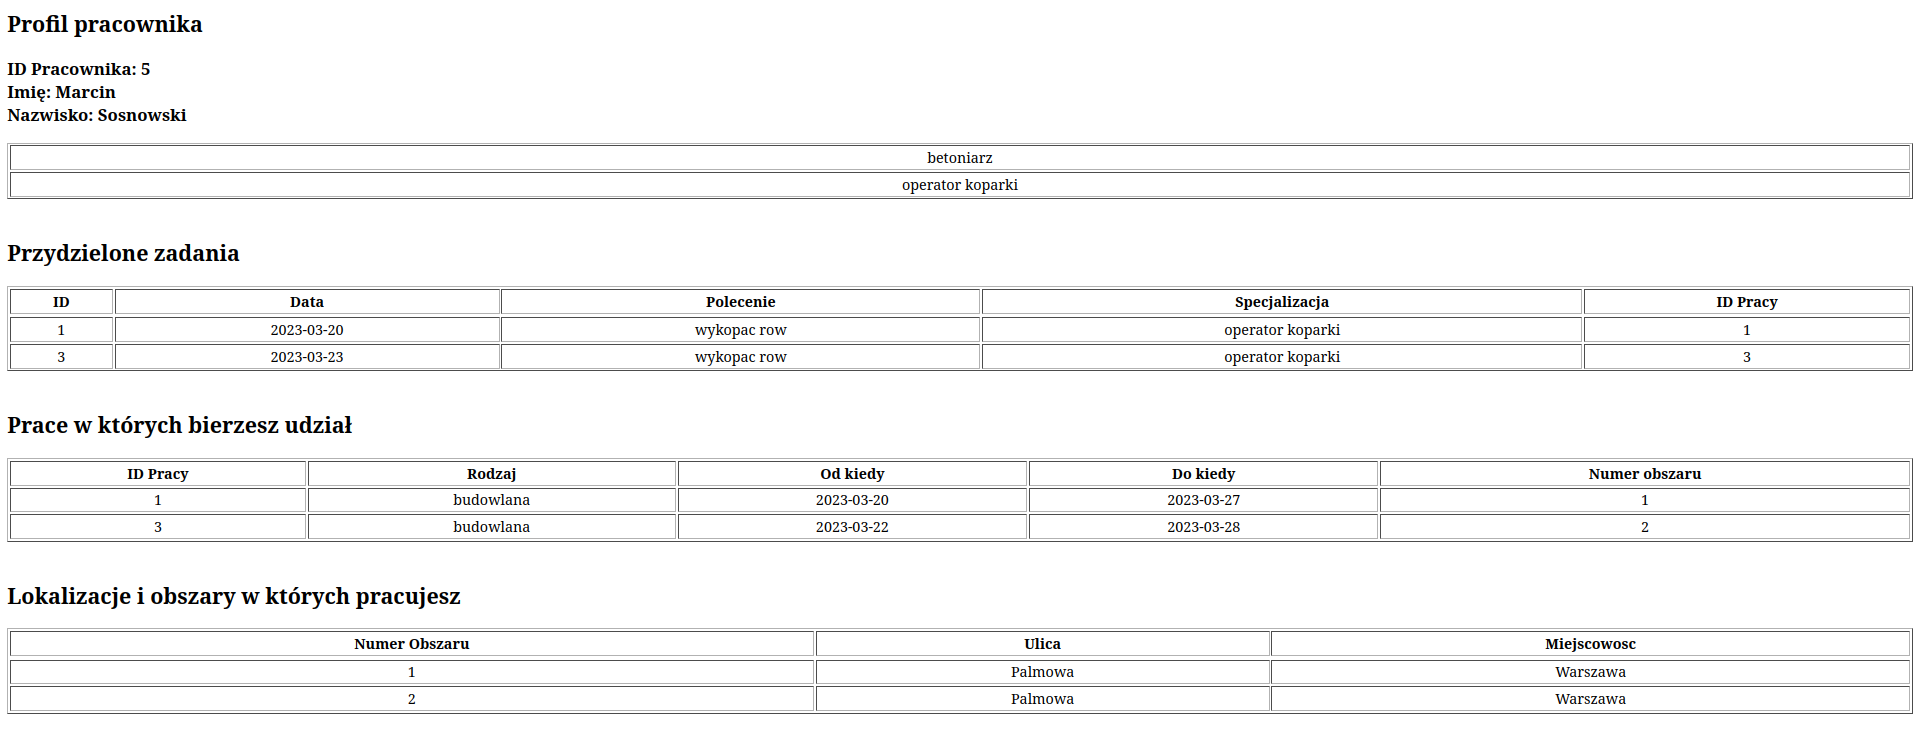 Profil pracownika
ID Pracownika: 5
Imię: Marcin
Nazwisko: Sosnowski
betoniarz
operator koparki
Przydzielone zadania
ID Data Polecenie Specjalizacja ID Pracy
1 2023-03-20 wykopac row operator koparki 1
3 2023-03-23 wykopac row operator koparki 3
Prace w których bierzesz udział
ID Pracy Rodzaj Od kiedy Do kiedy Numer obszaru
1 budowlana 2023-03-20 2023-03-27 1
3 budowlana 2023-03-22 2023-03-28 2
Lokalizacje i obszary w których pracujesz
Numer Obszaru Ulica Miejscowosc
1 Palmowa Warszawa
2 Palmowa Warszawa